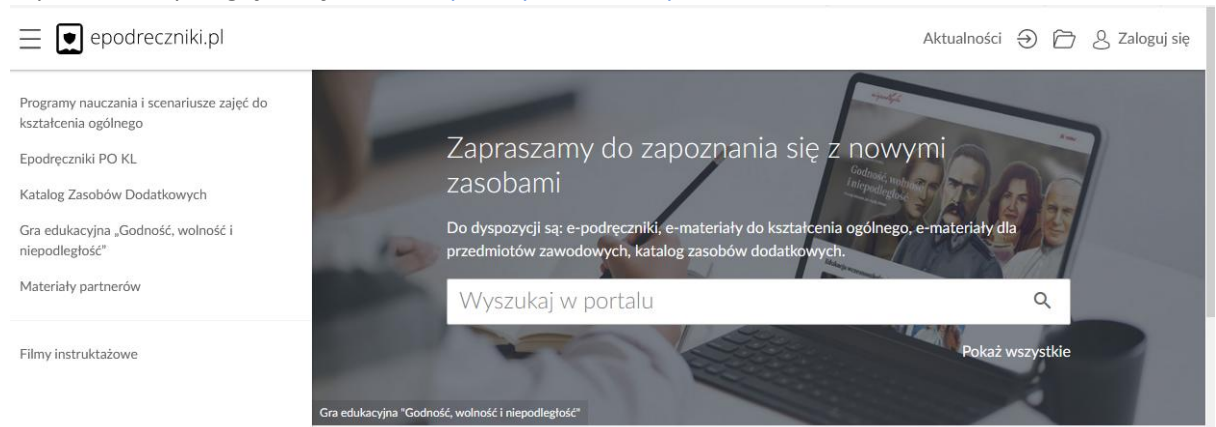 epodreczniki.pl
Aktualności
Zaloguj się
Programy nauczania i scenariusze zajęć do
kształcenia ogólnego
Epodręczniki PO KL
Katalog Zasobów Dodatkowych
Gra edukacyjna „Godność, wolność i
niepodległość”
Materiały partnerów
Filmy instruktażowe
Zapraszamy do zapoznania się z nowymi
zasobami
Do dyspozycji są: e-podręczniki, e-materiały do kształcenia ogólnego, e-materiały dla
przedmiotów zawodowych, katalog zasobów dodatkowych.
Wyszukaj w portalu
Pokaż wszystkie
Godność, wolność
i niepodległość
Gra edukacyjna "Godność, wolność i niepodległość"